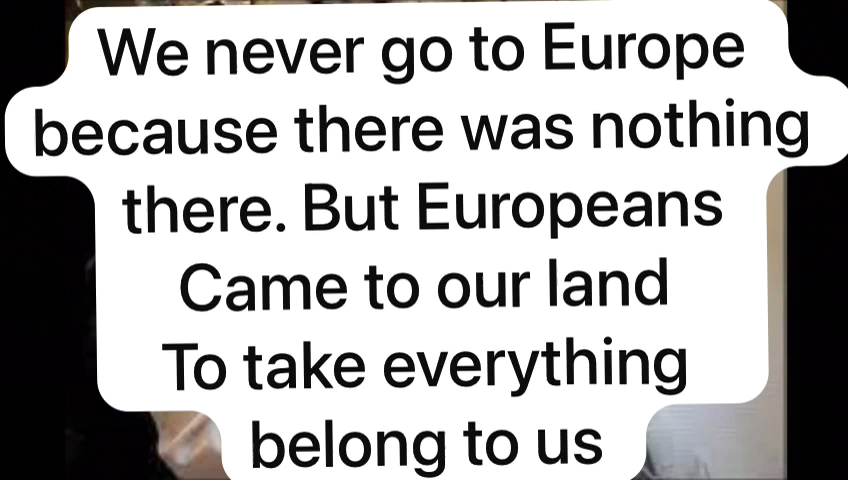 We never go to Europe
because there was nothing
there. But Europeans
Came to our land
To take everything
belong to us